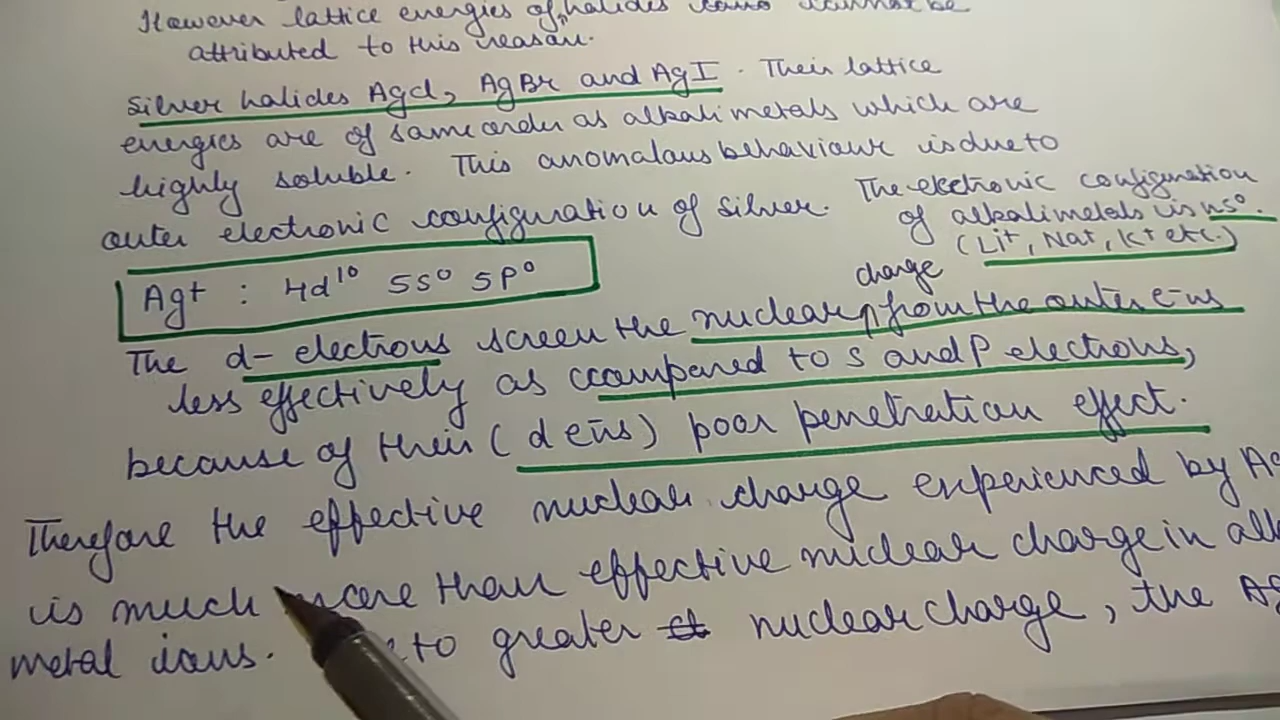 However lattice energies of halides cannot be
attributed to this reason.
Silver halides AgCl, AgBr and AgI. Their lattice
energies are of same order as alkali metals which are
highly soluble. This anomalous behaviour is due to
outer electronic configuration of silver. The electronic configuration
of alkali metals is ns⁰.
(Li⁺, Na⁺, K⁺ etc.)
Ag⁺ : 4d¹⁰ 5s⁰ 5p⁰
charge
The d- electrons screen the nuclear from the outer e-ns
less effectively as compared to s and p electrons,
because of their (d e-ns) poor penetration effect.
Therefore the effective nuclear charge experienced by Ag
is much more than effective nuclear charge in alk
metal ions. to greater nuclear charge, the Ag